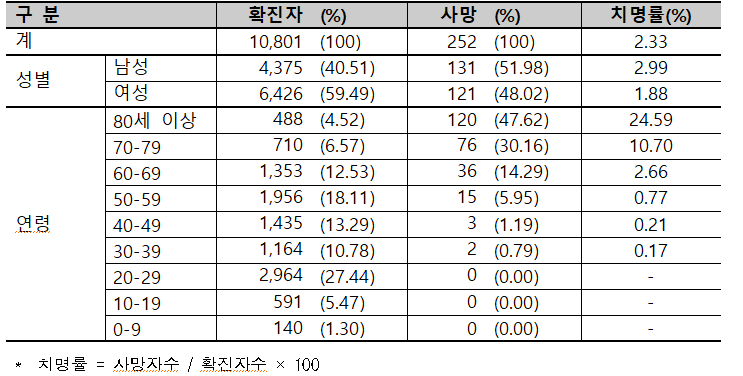 구 분 확진자 (%) 사망 (%) 치명률(%)
계 10,801 (100) 252 (100) 2.33
성별 남성 4,375 (40.51) 131 (51.98) 2.99
여성 6,426 (59.49) 121 (48.02) 1.88
연령 80세 이상 488 (4.52) 120 (47.62) 24.59
70-79 710 (6.57) 76 (30.16) 10.70
60-69 1,353 (12.53) 36 (14.29) 2.66
50-59 1,956 (18.11) 15 (5.95) 0.77
40-49 1,435 (13.29) 3 (1.19) 0.21
30-39 1,164 (10.78) 2 (0.79) 0.17
20-29 2,964 (27.44) 0 (0.00) -
10-19 591 (5.47) 0 (0.00) -
0-9 140 (1.30) 0 (0.00) -
* 치명률 = 사망자수 / 확진자수 × 100